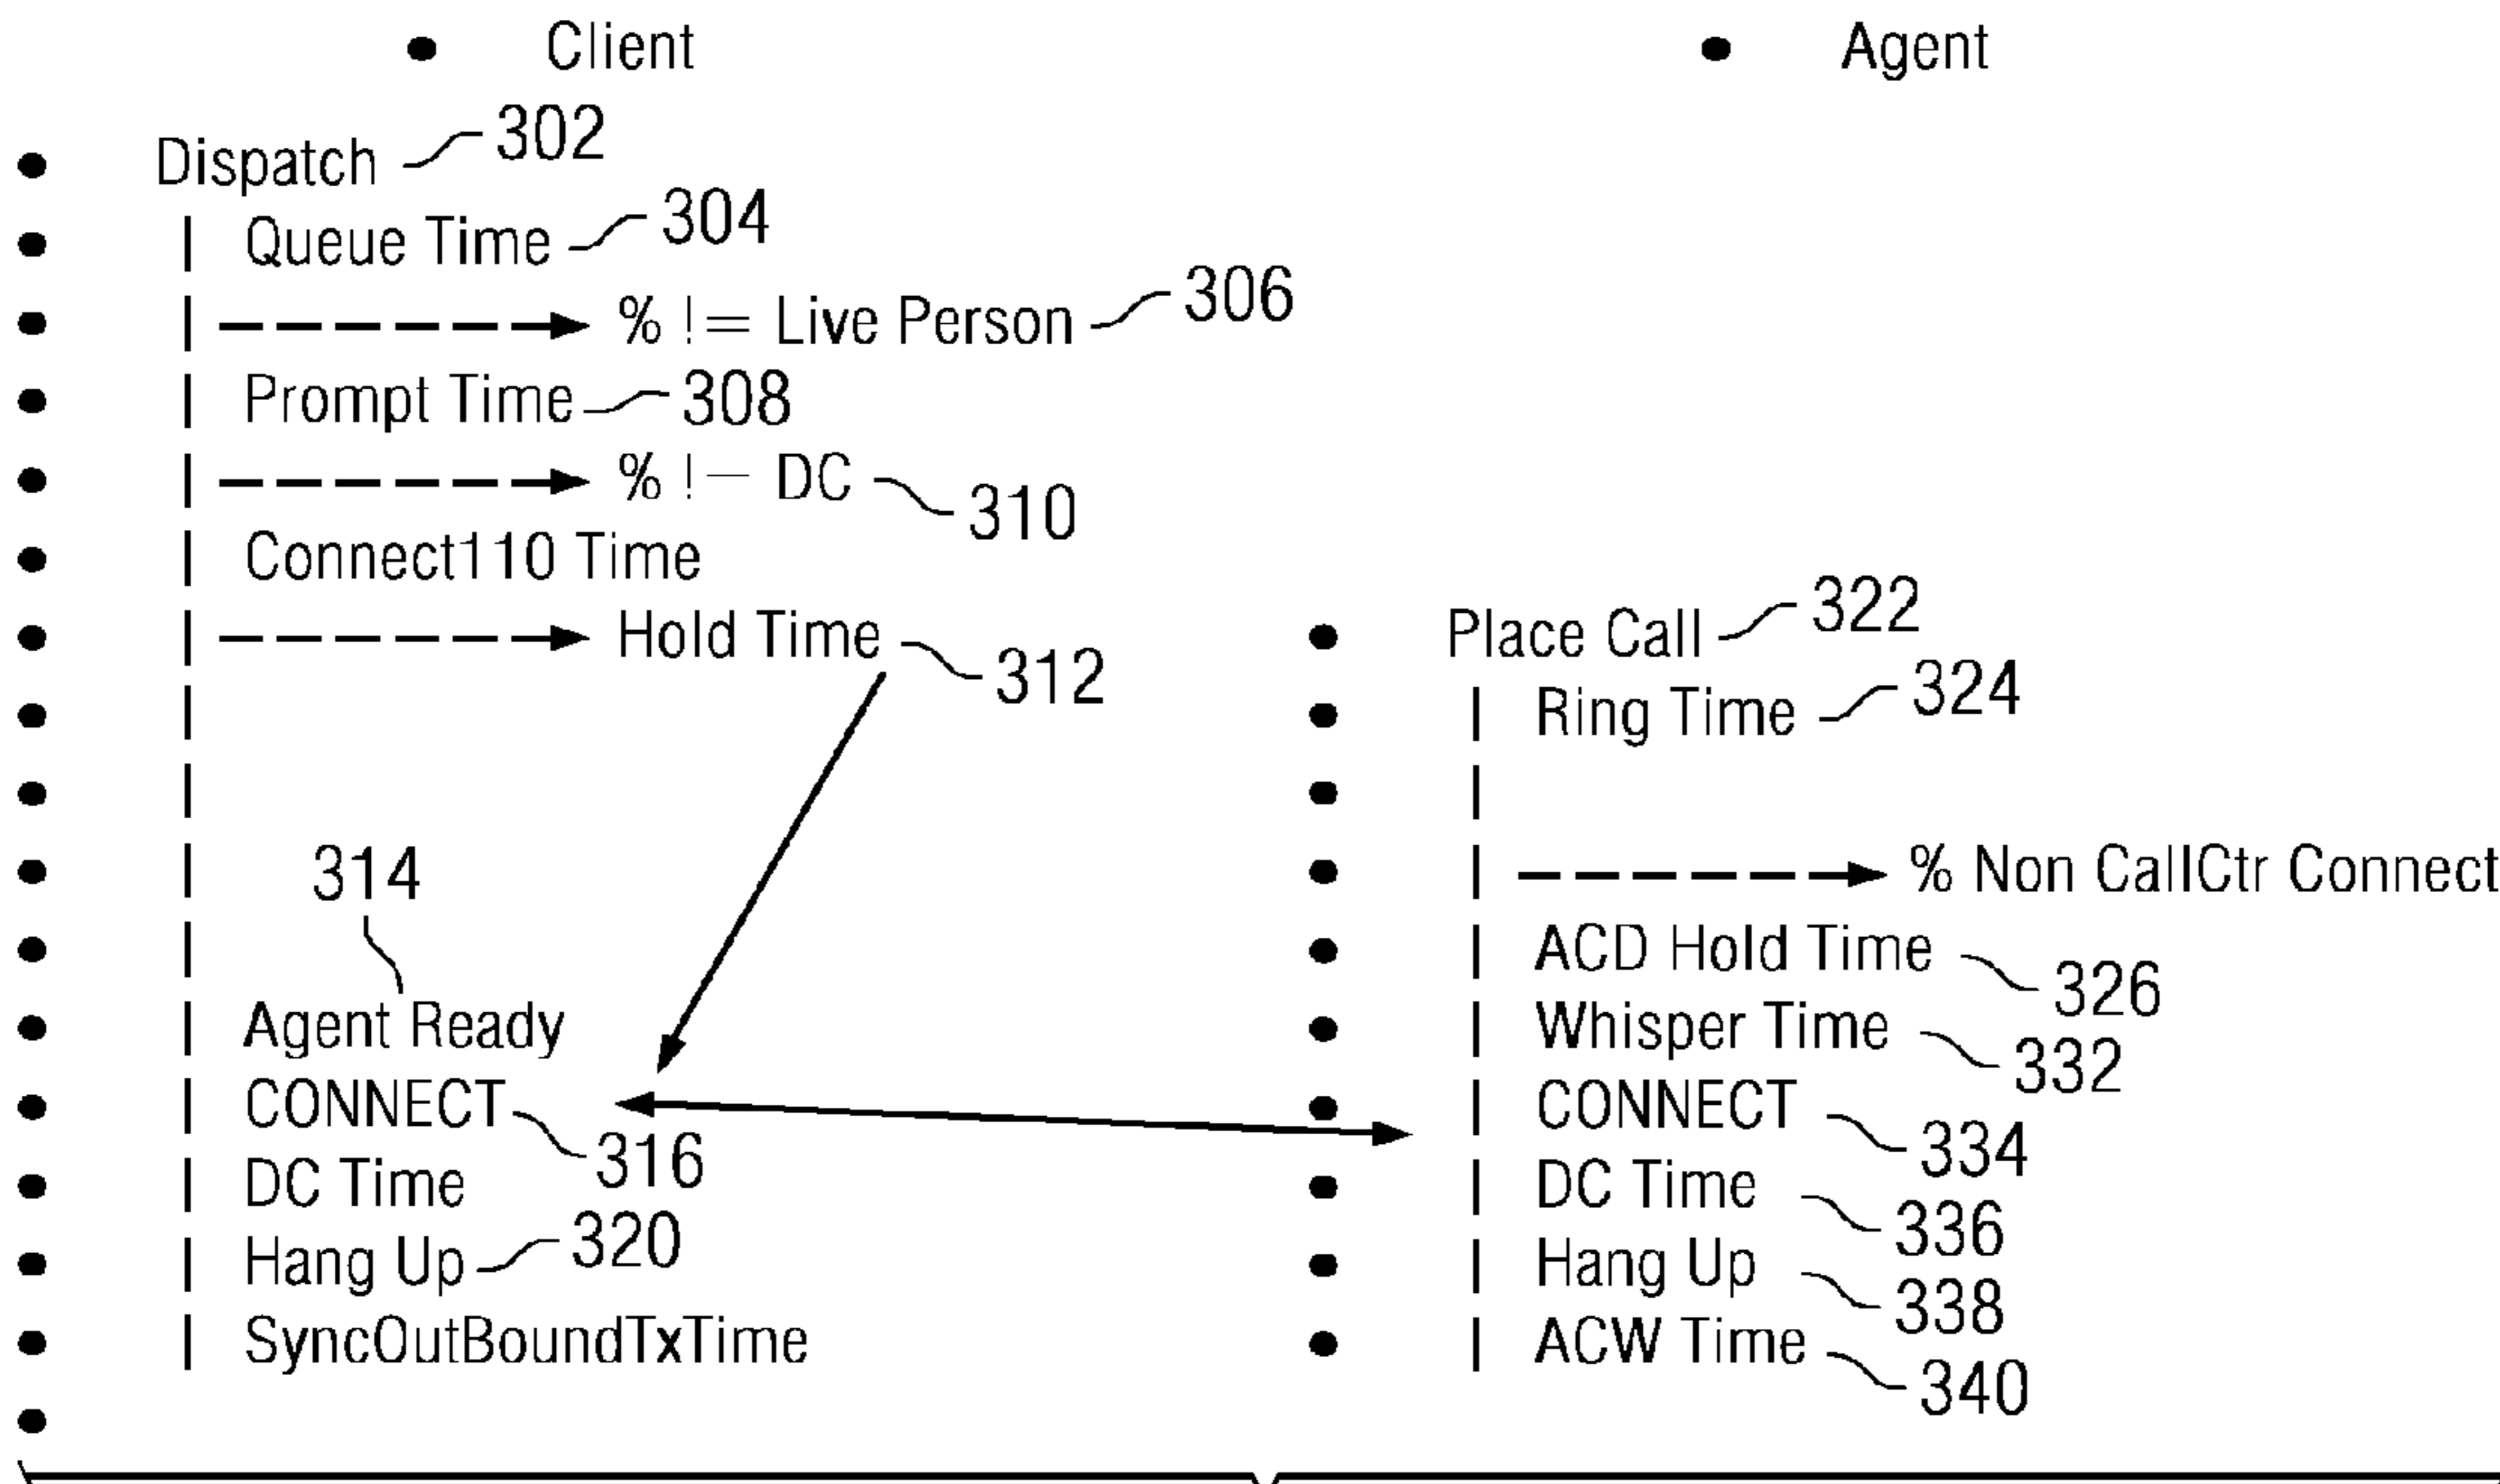 • Client
• Agent
• Dispatch 302
• | Queue Time 304
• | % != Live Person 306
• | Prompt Time 308
• | % !− DC 310
• | Connect110 Time
• | Hold Time 312
• |
• |
• | 314
• |
• | Agent Ready
• | CONNECT 316
• | DC Time
• | Hang Up 320
• | SyncOutBoundTxTime
•
• Place Call 322
• | Ring Time 324
• |
• | % Non CallCtr Connect
• | ACD Hold Time 326
• | Whisper Time 332
• | CONNECT 334
• | DC Time 336
• | Hang Up 338
• | ACW Time 340